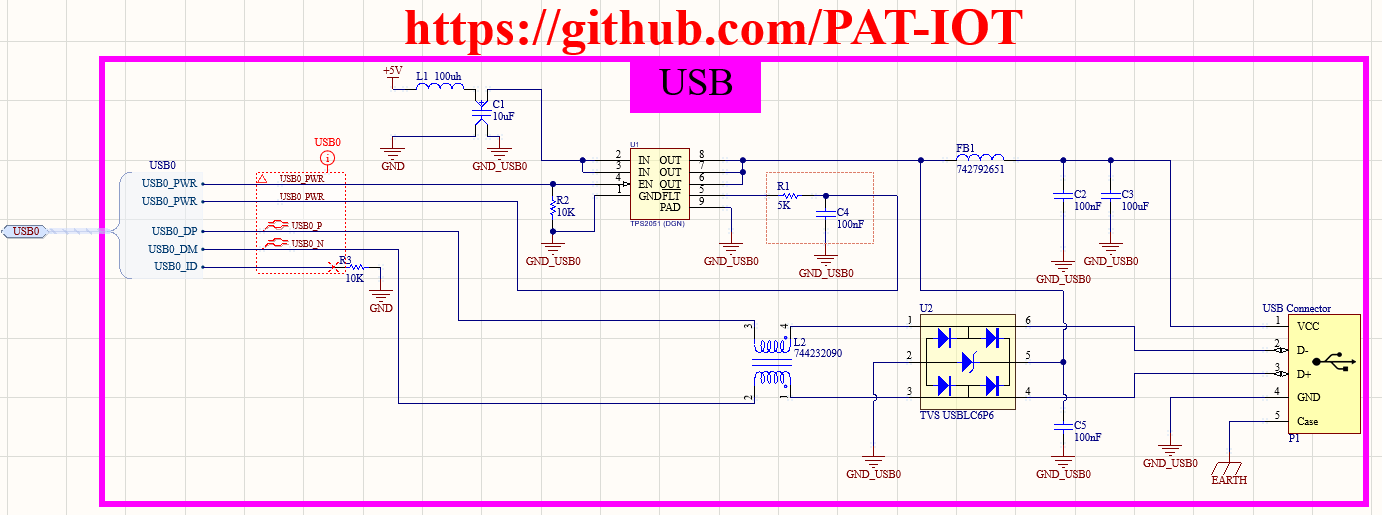 https://github.com/PAT-IOT
USB
+5V
L1 100uh
C1
10uF
GND
GND_USB0
USB0
i
USB0
USB0_PWR
USB0_PWR
USB0_DP
USB0_DM
USB0_ID
USB0
USB0_PWR
USB0_PWR
USB0_P
USB0_N
R3
10K
GND
R2
10K
GND_USB0
U1
2 IN OUT 8
3 IN OUT 7
4 EN OUT 6
1 GND FLT 5
PAD 9
TPS2051 (DGN)
GND_USB0
R1
5K
C4
100nF
GND_USB0
FB1
742792651
C2
100nF
GND_USB0
C3
100uF
GND_USB0
3 4
L2
744232090
2 1
U2
1 6
2 5
3 4
TVS USBLC6P6
GND_USB0
C5
100nF
GND_USB0
USB Connector
1 VCC
2 D-
3 D+
4 GND
5 Case
P1
GND_USB0
EARTH